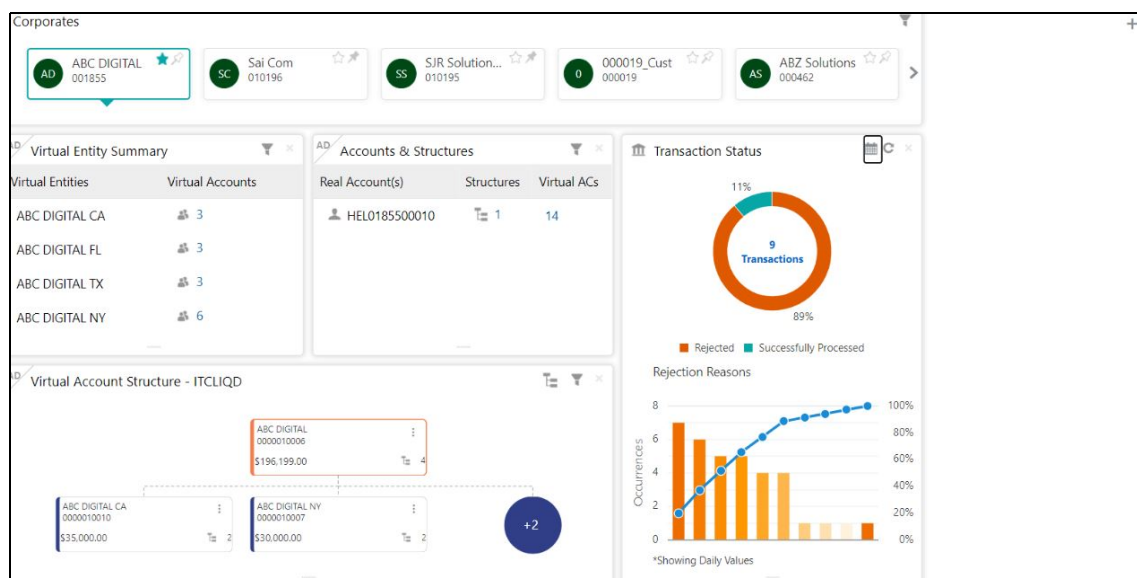 Corporates
AD ABC DIGITAL 001855
SC Sai Com 010196
SS SJR Solution... 010195
0 000019_Cust 000019
AS ABZ Solutions 000462
AD Virtual Entity Summary
Virtual Entities Virtual Accounts
ABC DIGITAL CA 3
ABC DIGITAL FL 3
ABC DIGITAL TX 3
ABC DIGITAL NY 6
AD Accounts & Structures
Real Account(s) Structures Virtual ACs
HEL0185500010 1 14
Transaction Status
11%
9
Transactions
89%
Rejected Successfully Processed
Rejection Reasons
8 100%
80%
6
60%
4
40%
2
20%
0 0%
Occurrences
*Showing Daily Values
AD Virtual Account Structure - ITCLIQD
ABC DIGITAL
0000010006
$196,199.00 4
ABC DIGITAL CA
0000010010
$35,000.00 2
ABC DIGITAL NY
0000010007
$30,000.00 2
+2